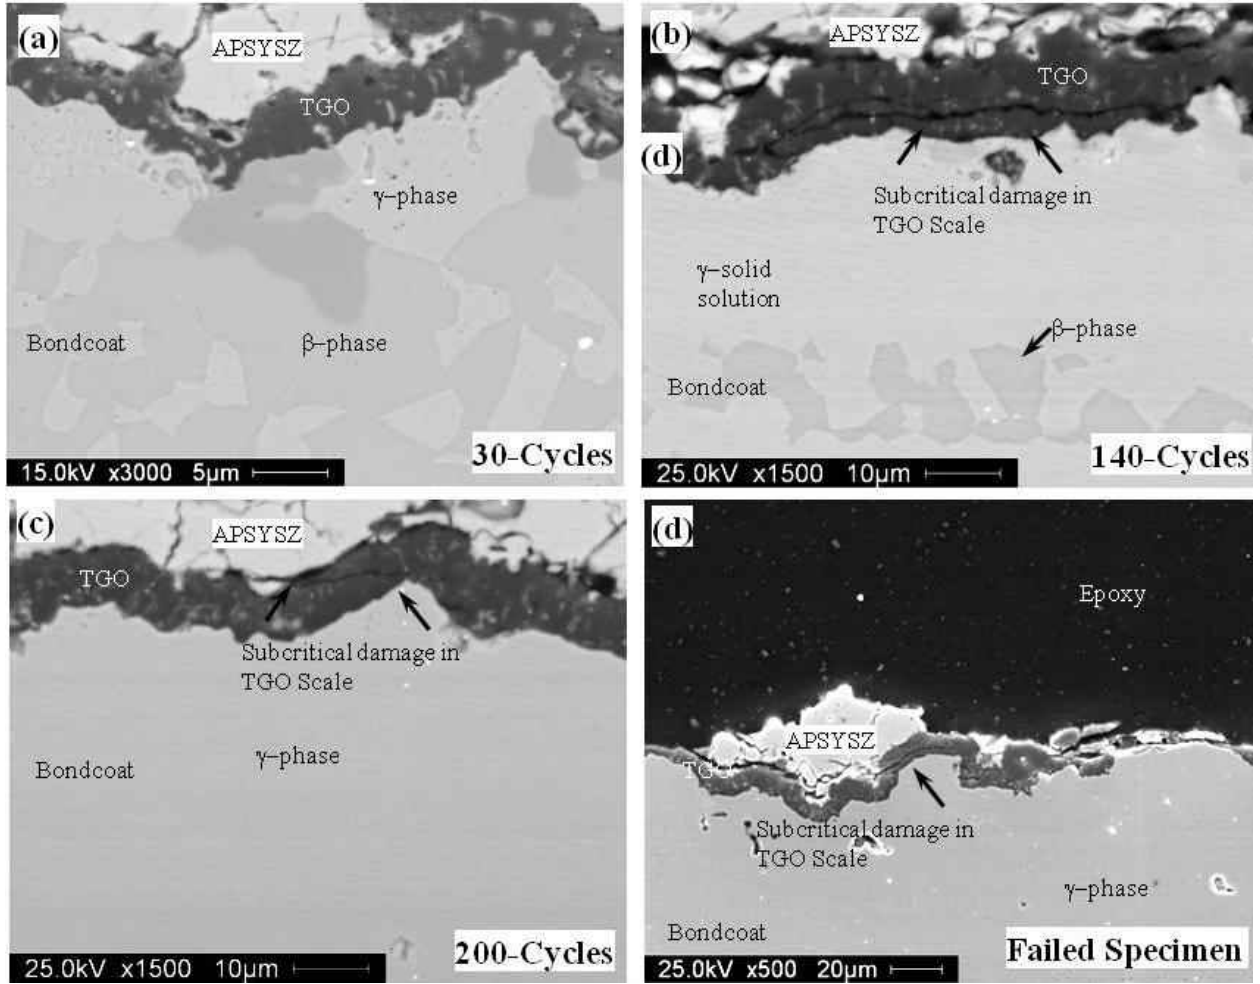 (a)
APSYSZ
TGO
γ–phase
Bondcoat
β–phase
30-Cycles
15.0kV x3000 5µm
(b)
APSYSZ
TGO
(d)
Subcritical damage in
TGO Scale
γ–solid
solution
β–phase
Bondcoat
140-Cycles
25.0kV x1500 10µm
(c)
APSYSZ
TGO
Subcritical damage in
TGO Scale
γ–phase
Bondcoat
200-Cycles
25.0kV x1500 10µm
(d)
Epoxy
APSYSZ
TGO
Subcritical damage in
TGO Scale
γ–phase
Bondcoat
Failed Specimen
25.0kV x500 20µm